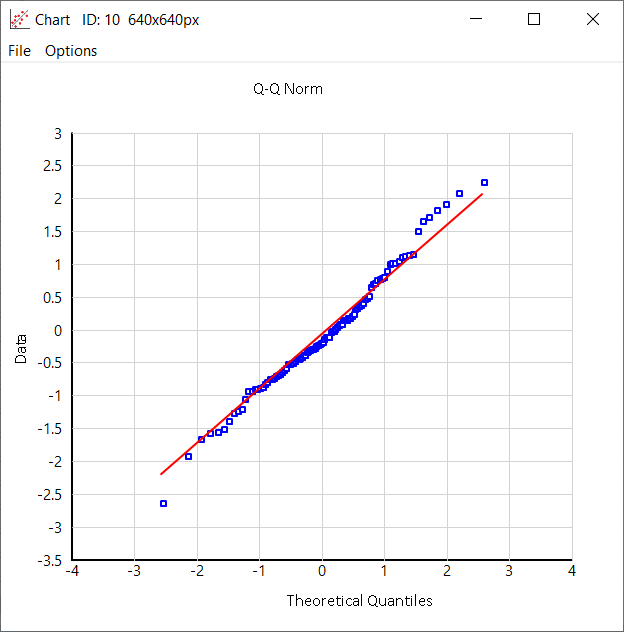 Chart ID: 10 640x640px
File Options
Q-Q Norm
3
2.5
2
1.5
1
0.5
0
-0.5
-1
-1.5
-2
-2.5
-3
-3.5
Data
-4 -3 -2 -1 0 1 2 3 4
Theoretical Quantiles